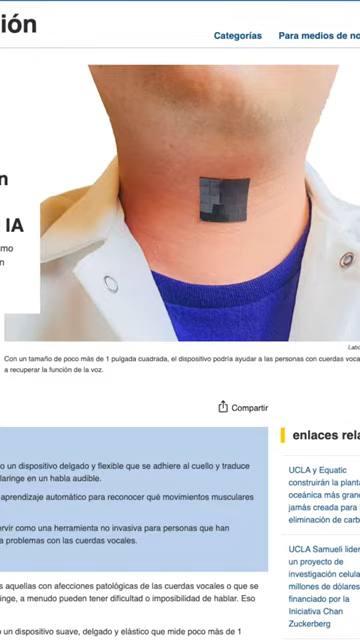 ión
Categorías
Para medios de no
n
IA
mo
n
Con un tamaño de poco más de 1 pulgada cuadrada, el dispositivo podría ayudar a las personas con cuerdas voca
a recuperar la función de la voz.
Compartir
o un dispositivo delgado y flexible que se adhiere al cuello y traduce
laringe en un habla audible.
aprendizaje automático para reconocer qué movimientos musculares
ervir como una herramienta no invasiva para personas que han
a problemas con las cuerdas vocales.
enlaces rela
UCLA y Equatic
construirán la planta
oceánica más gran
jamás creada para
eliminación de carb
UCLA Samueli lider
un proyecto de
investigación celula
millones de dólares
financiado por la
Iniciativa Chan
Zuckerberg
s aquellas con afecciones patológicas de las cuerdas vocales o que se
inge, a menudo pueden tener dificultad o imposibilidad de hablar. Eso
o un dispositivo suave, delgado y elástico que mide poco más de 1